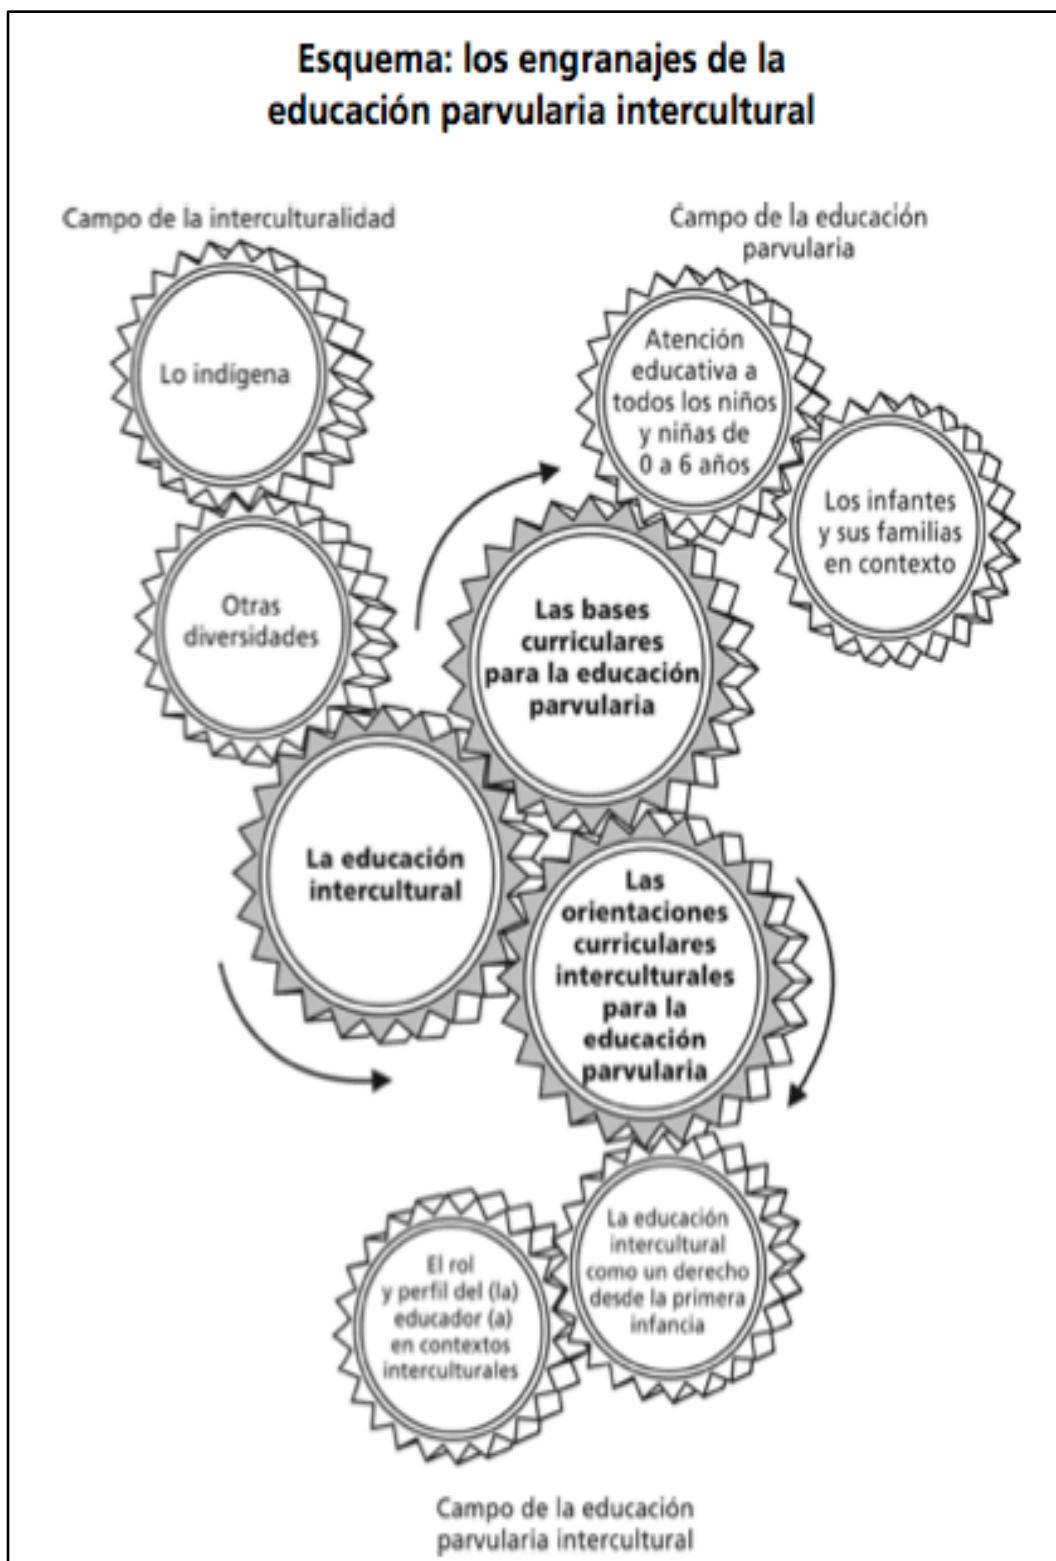 Esquema: los engranajes de la
educación parvularia intercultural
Campo de la interculturalidad
Lo indígena
Otras
diversidades
La educación
intercultural
Campo de la educación
parvularia
Atención
educativa a
todos los niños
y niñas de
0 a 6 años
Los infantes
y sus familias
en contexto
Las bases
curriculares
para la educación
parvularia
Las
orientaciones
curriculares
interculturales
para la
educación
parvularia
La educación
intercultural
como un derecho
desde la primera
infancia
El rol
y perfil del (la)
educador (a)
en contextos
interculturales
Campo de la educación
parvularia intercultural